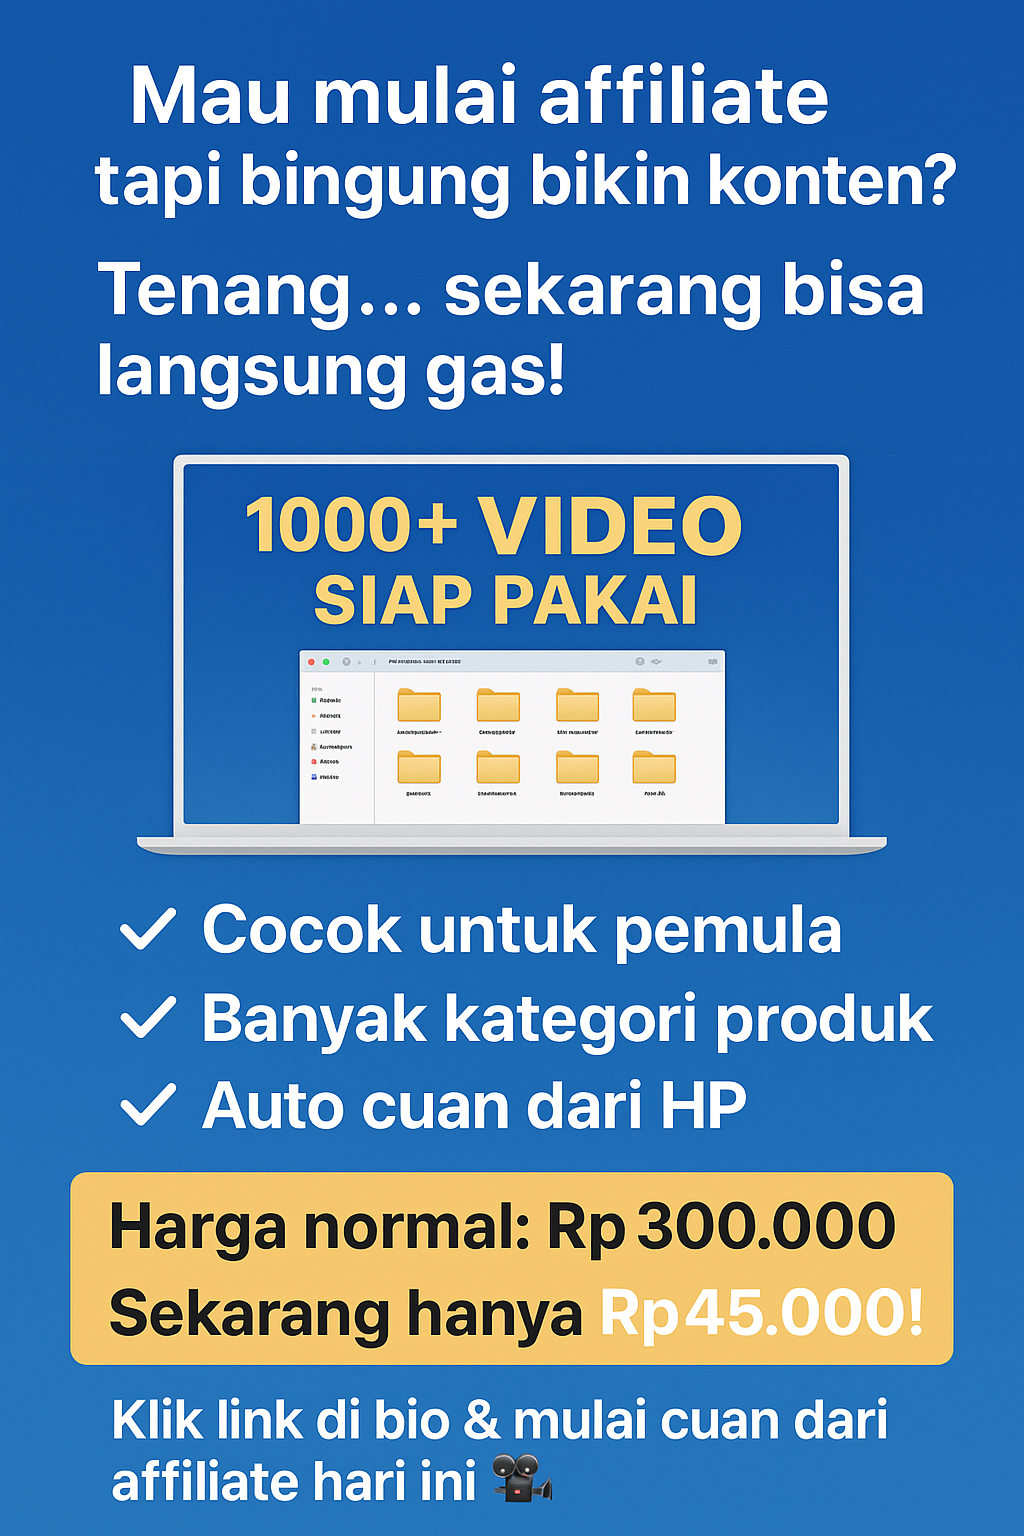 Mau mulai affiliate
tapi bingung bikin konten?
Tenang... sekarang bisa
langsung gas!
1000+ VIDEO
SIAP PAKAI
Cocok untuk pemula
Banyak kategori produk
Auto cuan dari HP
Harga normal: Rp 300.000
Sekarang hanya Rp 45.000!
Klik link di bio & mulai cuan dari
affiliate hari ini